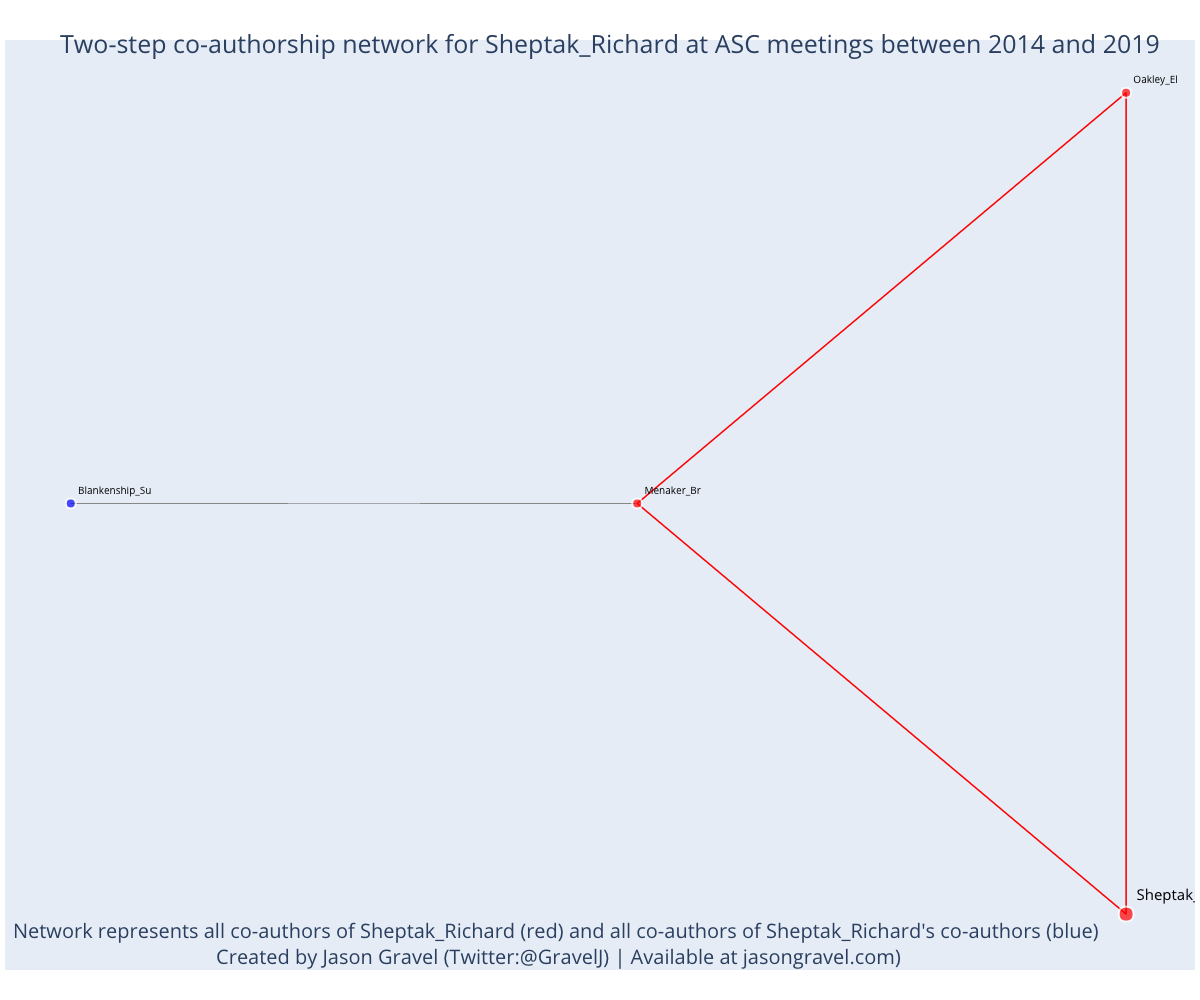 Two-step co-authorship network for Sheptak_Richard at ASC meetings between 2014 and 2019
Oakley_El
Blankenship_Su
Menaker_Br
Sheptak_
Network represents all co-authors of Sheptak_Richard (red) and all co-authors of Sheptak_Richard's co-authors (blue)
Created by Jason Gravel (Twitter:@GravelJ) | Available at jasongravel.com)